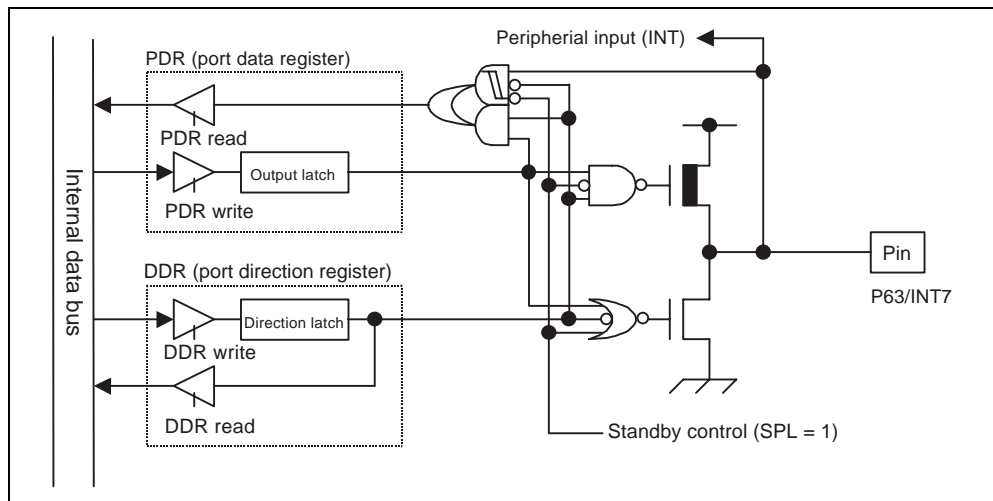 Peripherial input (INT)
PDR (port data register)
PDR read
Output latch
PDR write
Internal data bus
Pin
P63/INT7
DDR (port direction register)
Direction latch
DDR write
DDR read
Standby control (SPL = 1)